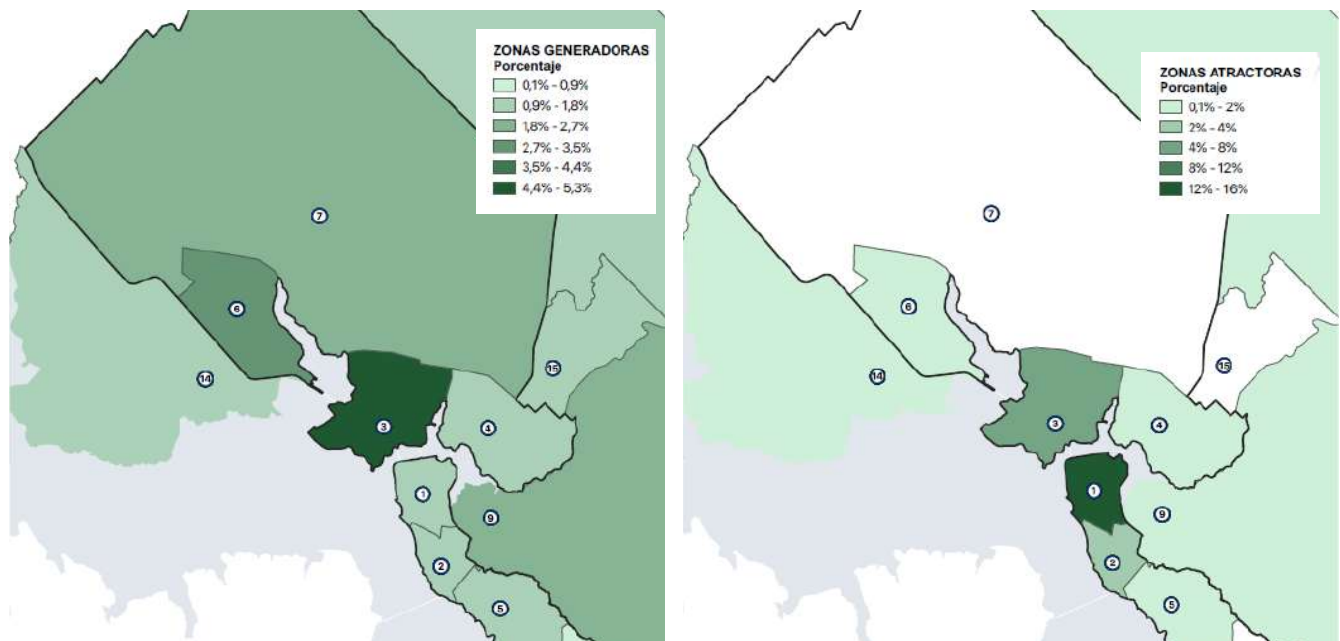 ZONAS GENERADORAS
Porcentaje
0,1% - 0,9%
0,9% - 1,8%
1,8% - 2,7%
2,7% - 3,5%
3,5% - 4,4%
4,4% - 5,3%
7
6
14
15
3
4
1
9
2
5
ZONAS ATRACTORAS
Porcentaje
0,1% - 2%
2% - 4%
4% - 8%
8% - 12%
12% - 16%
7
6
14
15
3
4
1
9
2
5